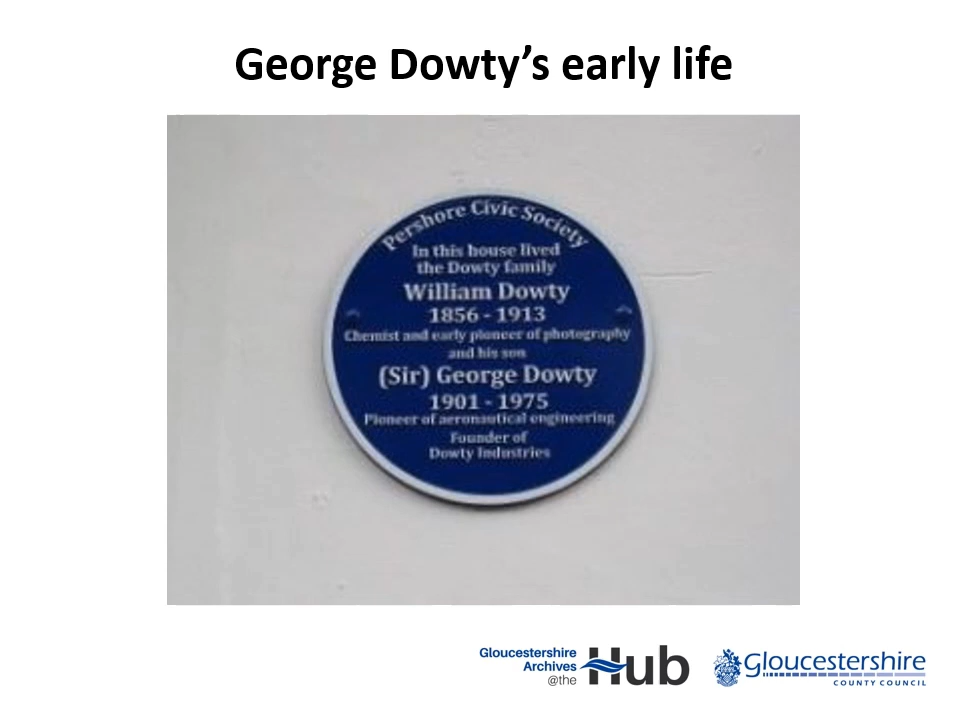 George Dowty’s early life
Pershore Civic Society
In this house lived
the Dowty family
William Dowty
1856 - 1913
Chemist and early pioneer of photography
and his son
(Sir) George Dowty
1901 - 1975
Pioneer of aeronautical engineering
Founder of
Dowty Industries
Gloucestershire
Archives
@the
Hub
Gloucestershire
COUNTY COUNCIL